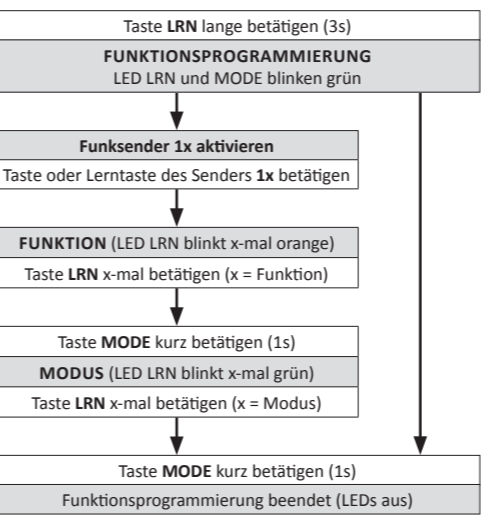 Taste LRN lange betätigen (3s)
FUNKTIONSPROGRAMMIERUNG
LED LRN und MODE blinken grün
Funksender 1x aktivieren
Taste oder Lerntaste des Senders 1x betätigen
FUNKTION (LED LRN blinkt x-mal orange)
Taste LRN x-mal betätigen (x = Funktion)
Taste MODE kurz betätigen (1s)
MODUS (LED LRN blinkt x-mal grün)
Taste LRN x-mal betätigen (x = Modus)
Taste MODE kurz betätigen (1s)
Funktionsprogrammierung beendet (LEDs aus)